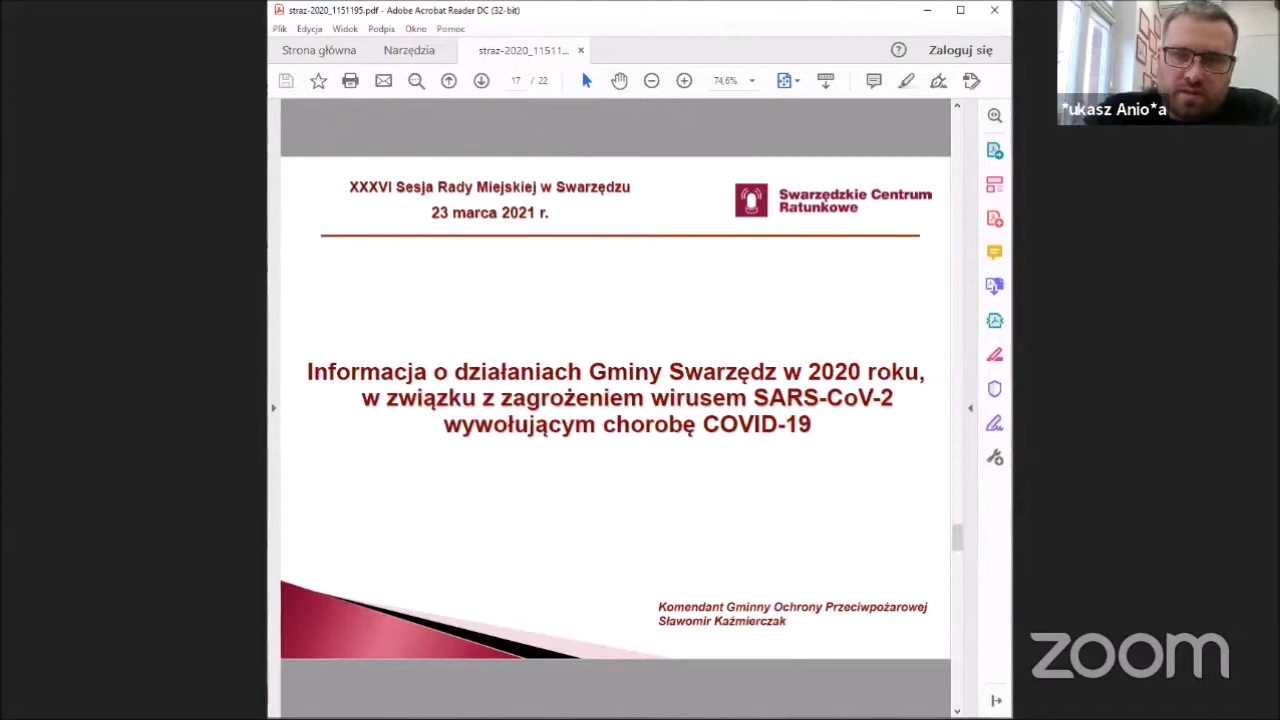 straz-2020_1151195.pdf - Adobe Acrobat Reader DC (32-bit)
Plik Edycja Widok Podpis Okno Pomoc
Strona główna Narzędzia straz-2020_11511... × Zaloguj się
17 / 22 74,6%
*ukasz Anio*a
XXXVI Sesja Rady Miejskiej w Swarzędzu
23 marca 2021 r.
Swarzędzkie Centrum
Ratunkowe
Informacja o działaniach Gminy Swarzędz w 2020 roku,
w związku z zagrożeniem wirusem SARS-CoV-2
wywołującym chorobę COVID-19
Komendant Gminny Ochrony Przeciwpożarowej
Sławomir Kaźmierczak
zoom